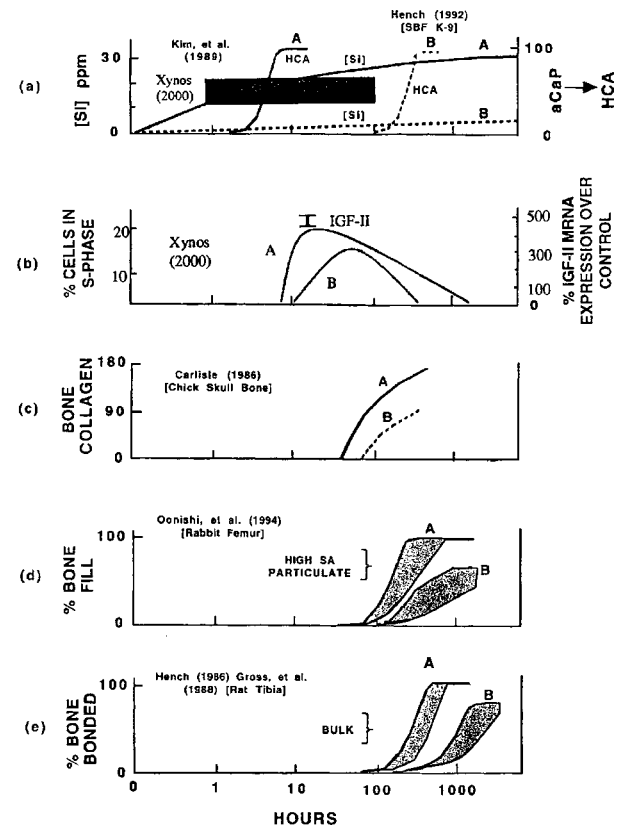 Hench (1992)
[SBF K-9]
Kim, et al.
(1989)
A
HCA
[Si]
B
A
30
[SI] ppm
(a)
Xynos
(2000)
HCA
[Si]
B
0
100
aCaP → HCA
0
I IGF-II
500
400
300
100
0
% IGF-II MRNA
EXPRESSION OVER
CONTROL
(b)
% CELLS IN
S-PHASE
20
10
Xynos
(2000)
A
B
(c)
BONE
COLLAGEN
180
90
0
Carlisle (1986)
[Chick Skull Bone]
A
B
Oonishi, et al. (1994)
[Rabbit Femur]
(d)
% BONE
FILL
100
0
HIGH SA
PARTICULATE
A
B
Hench (1986) Gross, et al.
(1988) [Rat Tibia]
(e)
% BONE
BONDED
100
0
BULK
A
B
0
1
10
100
1000
HOURS